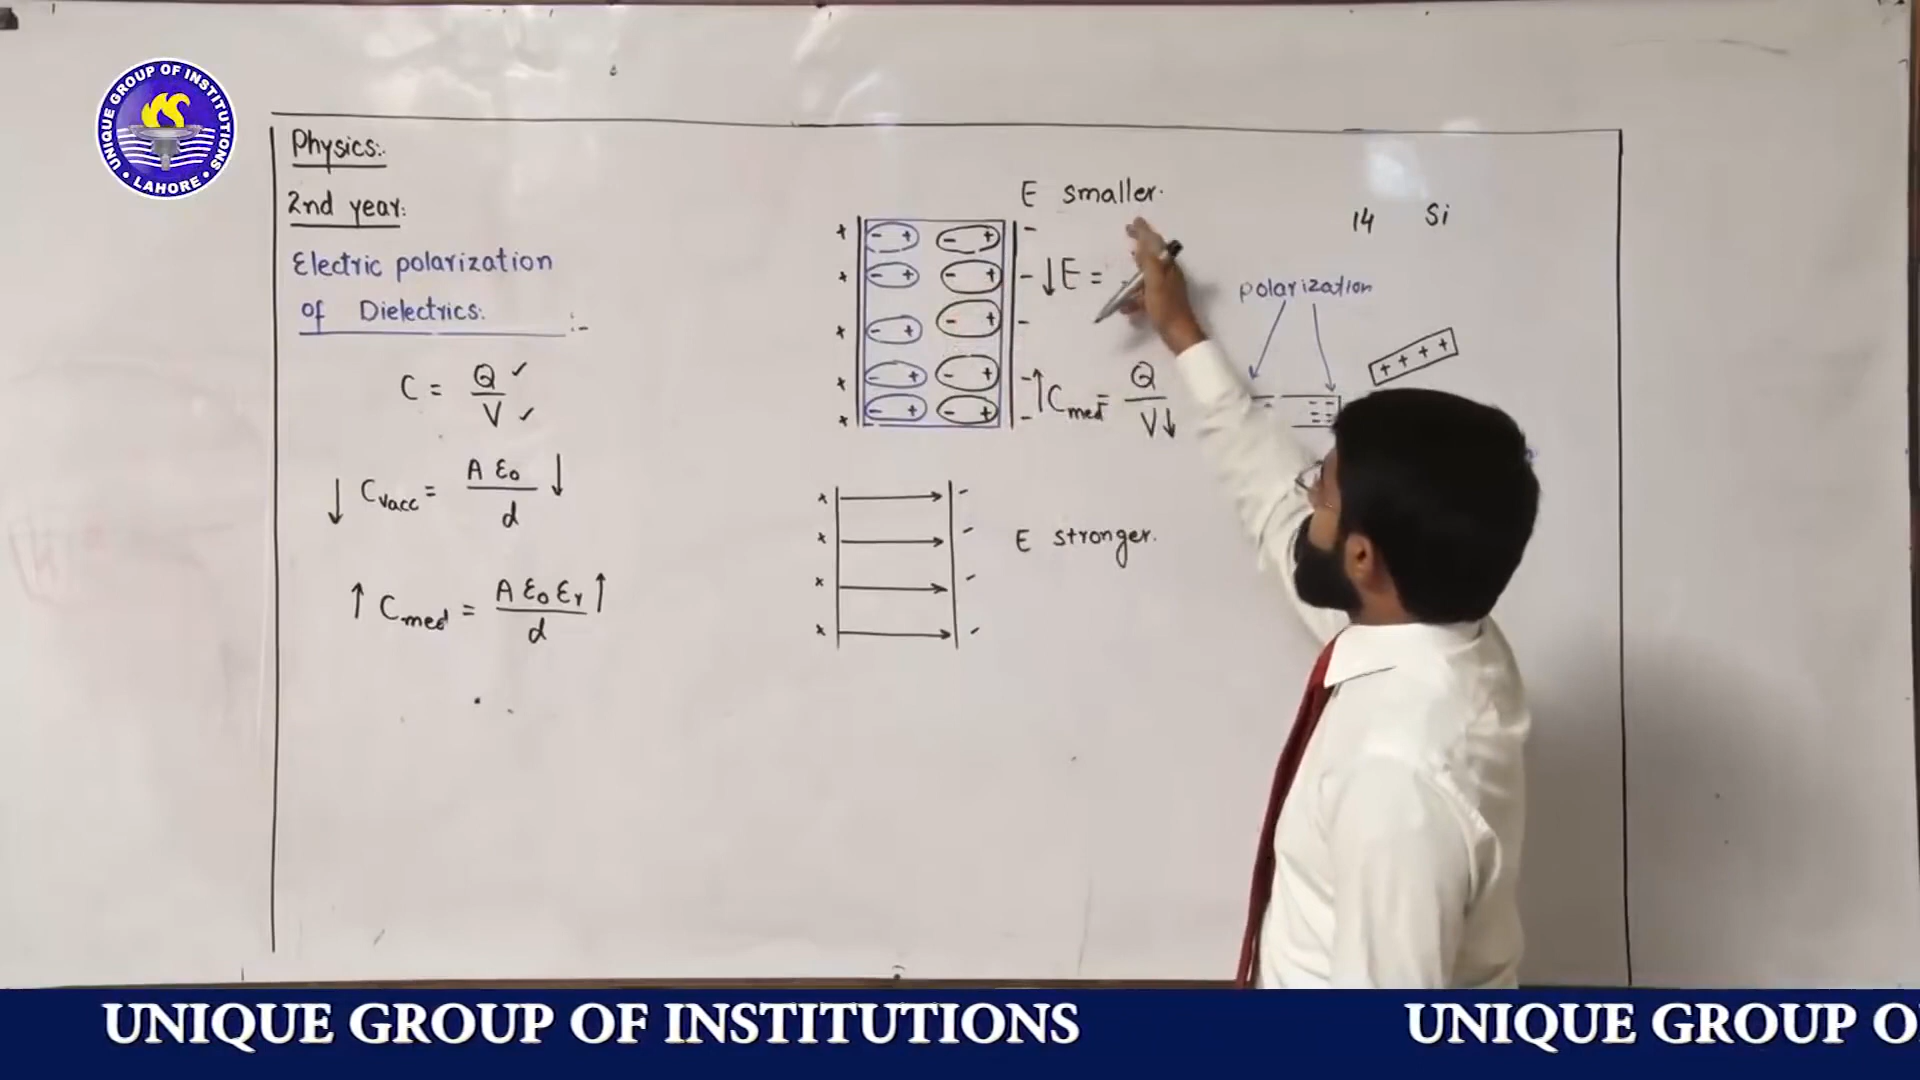 UNIQUE GROUP OF INSTITUTIONS
• LAHORE •
Physics:.
2nd year:
Electric polarization
of Dielectrics:
:-
C = Q / V
↓ Cvacc = A ε₀ / d ↓
↑ Cmed = A ε₀ εr / d ↑
E smaller.
↓E =
↑Cmed = Q / V↓
E stronger.
14 Si
polarization
+ + + +
UNIQUE GROUP OF INSTITUTIONS
UNIQUE GROUP O